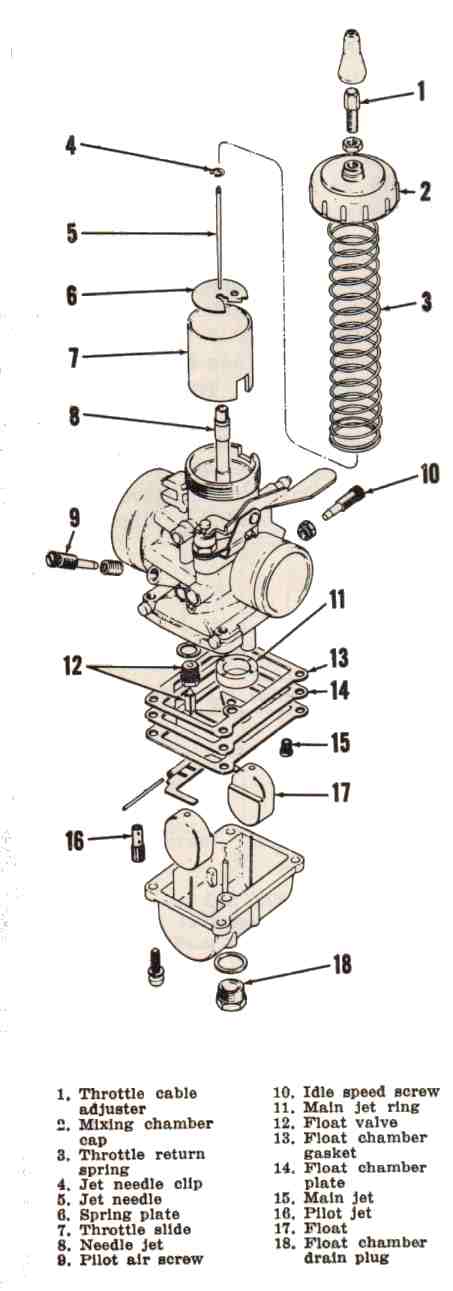 1
4
2
5
6
3
7
8
10
9
11
12
13
14
15
17
16
18
1. Throttle cable
adjuster
2. Mixing chamber
cap
3. Throttle return
spring
4. Jet needle clip
5. Jet needle
6. Spring plate
7. Throttle slide
8. Needle jet
9. Pilot air screw
10. Idle speed screw
11. Main jet ring
12. Float valve
13. Float chamber
gasket
14. Float chamber
plate
15. Main jet
16. Pilot jet
17. Float
18. Float chamber
drain plug